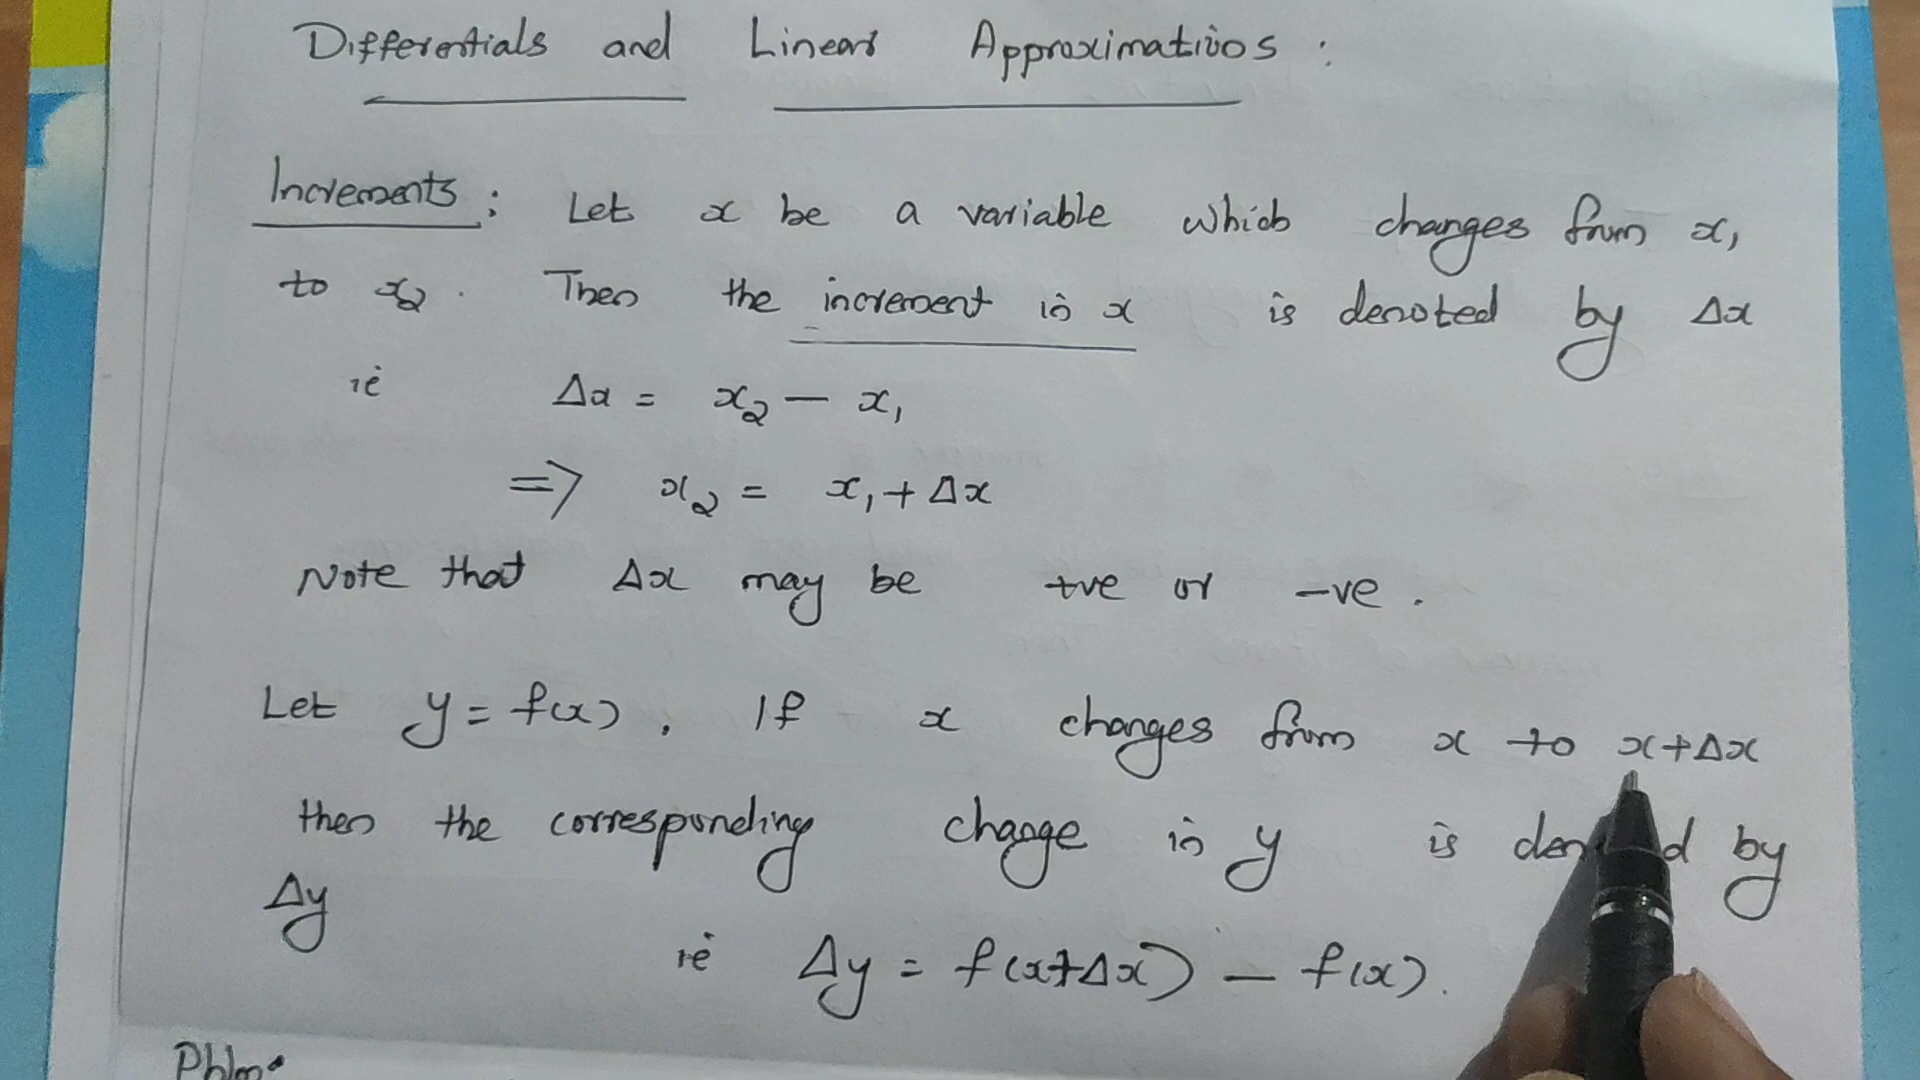 Differentials and Linear Approximations :
Increments : Let x be a variable which changes from x₁
to x₂ . Then the increment in x is denoted by Δx
ie Δx = x₂ – x₁
=> x₂ = x₁ + Δx
Note that Δx may be +ve or -ve .
Let y = f(x) , If x changes from x to x+Δx
then the corresponding change in y is denoted by
Δy
ie Δy = f(x+Δx) – f(x).
Pblm.